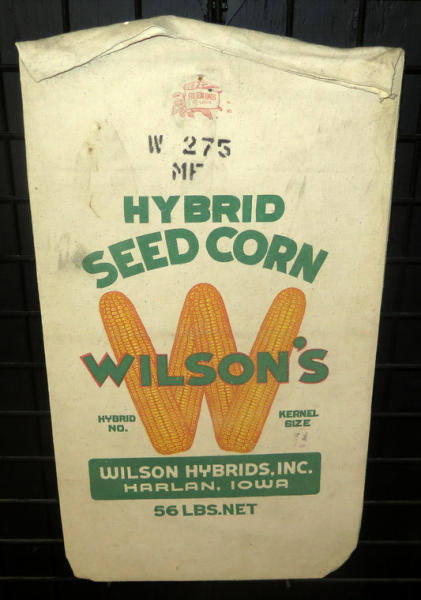 W 275
MF
HYBRID
SEED CORN
WILSON'S
HYBRID
NO.
KERNEL
SIZE
WILSON HYBRIDS, INC.
HARLAN, IOWA
56 LBS. NET